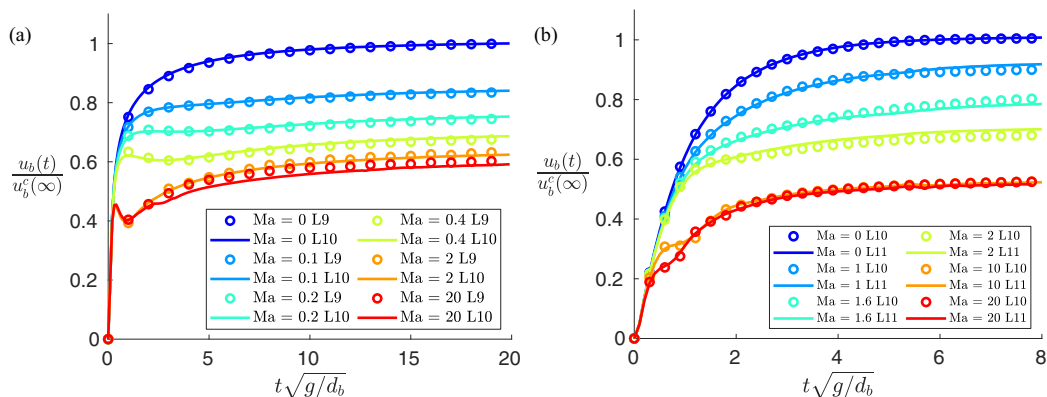 (a)
u_b(t)
u_b^c(∞)
1
0.8
0.6
0.4
0.2
0
0 5 10 15 20
t√g/d_b
Ma = 0 L9
Ma = 0 L10
Ma = 0.1 L9
Ma = 0.1 L10
Ma = 0.2 L9
Ma = 0.2 L10
Ma = 0.4 L9
Ma = 0.4 L10
Ma = 2 L9
Ma = 2 L10
Ma = 20 L9
Ma = 20 L10
(b)
u_b(t)
u_b^c(∞)
1
0.8
0.6
0.4
0.2
0
0 2 4 6 8
t√g/d_b
Ma = 0 L10
Ma = 0 L11
Ma = 1 L10
Ma = 1 L11
Ma = 1.6 L10
Ma = 1.6 L11
Ma = 2 L10
Ma = 2 L11
Ma = 10 L10
Ma = 10 L11
Ma = 20 L10
Ma = 20 L11